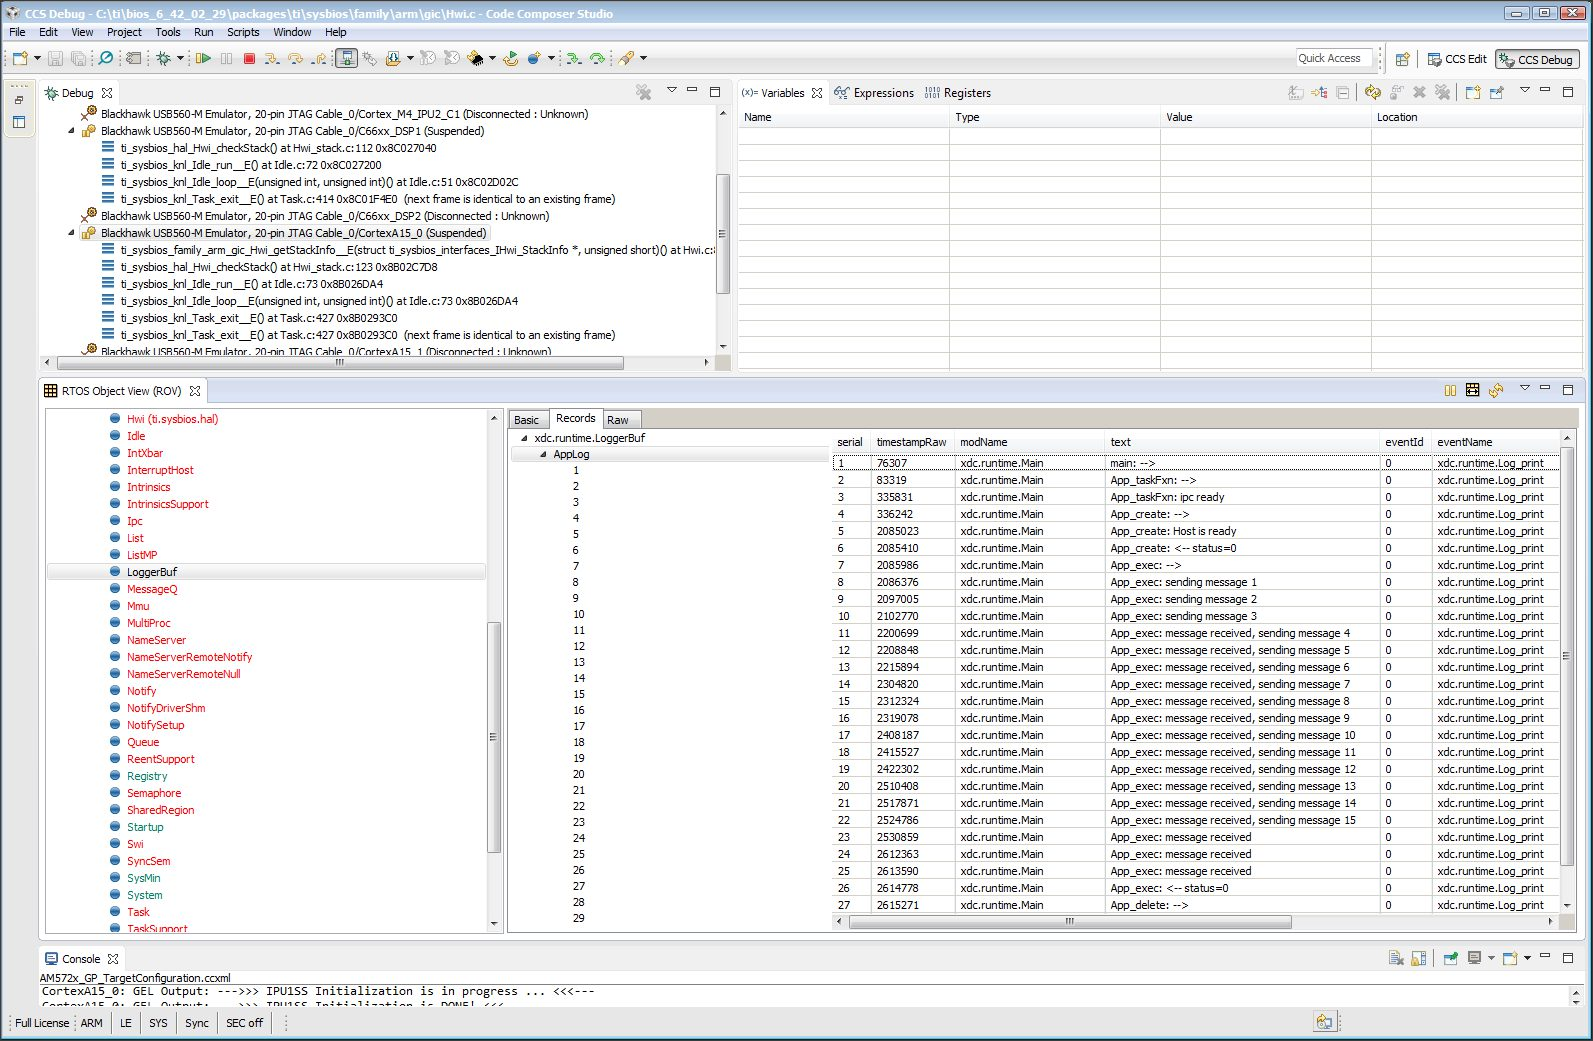 CCS Debug - C:\ti\bios_6_42_02_29\packages\ti\sysbios\family\arm\gic\Hwi.c - Code Composer Studio
File Edit View Project Tools Run Scripts Window Help
Quick Access CCS Edit CCS Debug
Debug
Blackhawk USB560-M Emulator, 20-pin JTAG Cable_0/Cortex_M4_IPU2_C1 (Disconnected : Unknown)
Blackhawk USB560-M Emulator, 20-pin JTAG Cable_0/C66xx_DSP1 (Suspended)
ti_sysbios_hal_Hwi_checkStack() at Hwi_stack.c:112 0x8C027040
ti_sysbios_knl_Idle_run__E() at Idle.c:72 0x8C027200
ti_sysbios_knl_Idle_loop__E(unsigned int, unsigned int)() at Idle.c:51 0x8C02D02C
ti_sysbios_knl_Task_exit__E() at Task.c:414 0x8C01F4E0 (next frame is identical to an existing frame)
Blackhawk USB560-M Emulator, 20-pin JTAG Cable_0/C66xx_DSP2 (Disconnected : Unknown)
Blackhawk USB560-M Emulator, 20-pin JTAG Cable_0/CortexA15_0 (Suspended)
ti_sysbios_family_arm_gic_Hwi_getStackInfo__E(struct ti_sysbios_interfaces_IHwi_StackInfo *, unsigned short)() at Hwi.c:
ti_sysbios_hal_Hwi_checkStack() at Hwi_stack.c:123 0x8B02C7D8
ti_sysbios_knl_Idle_run__E() at Idle.c:73 0x8B026DA4
ti_sysbios_knl_Idle_loop__E(unsigned int, unsigned int)() at Idle.c:73 0x8B026DA4
ti_sysbios_knl_Task_exit__E() at Task.c:427 0x8B0293C0
ti_sysbios_knl_Task_exit__E() at Task.c:427 0x8B0293C0 (next frame is identical to an existing frame)
Blackhawk USB560-M Emulator, 20-pin JTAG Cable_0/CortexA15_1 (Disconnected : Unknown)
(x)= Variables Expressions 1010 0101 Registers
Name Type Value Location
RTOS Object View (ROV)
Hwi (ti.sysbios.hal)
Idle
IntXbar
InterruptHost
Intrinsics
IntrinsicsSupport
Ipc
List
ListMP
LoggerBuf
MessageQ
Mmu
MultiProc
NameServer
NameServerRemoteNotify
NameServerRemoteNull
Notify
NotifyDriverShm
NotifySetup
Queue
ReentSupport
Registry
Semaphore
SharedRegion
Startup
Swi
SyncSem
SysMin
System
Task
TaskSupport
Basic Records Raw
xdc.runtime.LoggerBuf
AppLog
1
2
3
4
5
6
7
8
9
10
11
12
13
14
15
16
17
18
19
20
21
22
23
24
25
26
27
28
29
serial timestampRaw modName text eventId eventName
1 76307 xdc.runtime.Main main: --> 0 xdc.runtime.Log_print
2 83319 xdc.runtime.Main App_taskFxn: --> 0 xdc.runtime.Log_print
3 335831 xdc.runtime.Main App_taskFxn: ipc ready 0 xdc.runtime.Log_print
4 336242 xdc.runtime.Main App_create: --> 0 xdc.runtime.Log_print
5 2085023 xdc.runtime.Main App_create: Host is ready 0 xdc.runtime.Log_print
6 2085410 xdc.runtime.Main App_create: <-- status=0 0 xdc.runtime.Log_print
7 2085986 xdc.runtime.Main App_exec: --> 0 xdc.runtime.Log_print
8 2086376 xdc.runtime.Main App_exec: sending message 1 0 xdc.runtime.Log_print
9 2097005 xdc.runtime.Main App_exec: sending message 2 0 xdc.runtime.Log_print
10 2102770 xdc.runtime.Main App_exec: sending message 3 0 xdc.runtime.Log_print
11 2200699 xdc.runtime.Main App_exec: message received, sending message 4 0 xdc.runtime.Log_print
12 2208848 xdc.runtime.Main App_exec: message received, sending message 5 0 xdc.runtime.Log_print
13 2215894 xdc.runtime.Main App_exec: message received, sending message 6 0 xdc.runtime.Log_print
14 2304820 xdc.runtime.Main App_exec: message received, sending message 7 0 xdc.runtime.Log_print
15 2312324 xdc.runtime.Main App_exec: message received, sending message 8 0 xdc.runtime.Log_print
16 2319078 xdc.runtime.Main App_exec: message received, sending message 9 0 xdc.runtime.Log_print
17 2408187 xdc.runtime.Main App_exec: message received, sending message 10 0 xdc.runtime.Log_print
18 2415527 xdc.runtime.Main App_exec: message received, sending message 11 0 xdc.runtime.Log_print
19 2422302 xdc.runtime.Main App_exec: message received, sending message 12 0 xdc.runtime.Log_print
20 2510408 xdc.runtime.Main App_exec: message received, sending message 13 0 xdc.runtime.Log_print
21 2517871 xdc.runtime.Main App_exec: message received, sending message 14 0 xdc.runtime.Log_print
22 2524786 xdc.runtime.Main App_exec: message received, sending message 15 0 xdc.runtime.Log_print
23 2530859 xdc.runtime.Main App_exec: message received 0 xdc.runtime.Log_print
24 2612363 xdc.runtime.Main App_exec: message received 0 xdc.runtime.Log_print
25 2613590 xdc.runtime.Main App_exec: message received 0 xdc.runtime.Log_print
26 2614778 xdc.runtime.Main App_exec: <-- status=0 0 xdc.runtime.Log_print
27 2615271 xdc.runtime.Main App_delete: --> 0 xdc.runtime.Log_print
Console
AM572x_GP_TargetConfiguration.ccxml
CortexA15_0: GEL Output: --->>> IPU1SS Initialization is in progress ... <<<---
CortexA15_0: GEL Output: --->>> IPU1SS Initialization is DONE! <<<---
Full License ARM LE SYS Sync SEC off